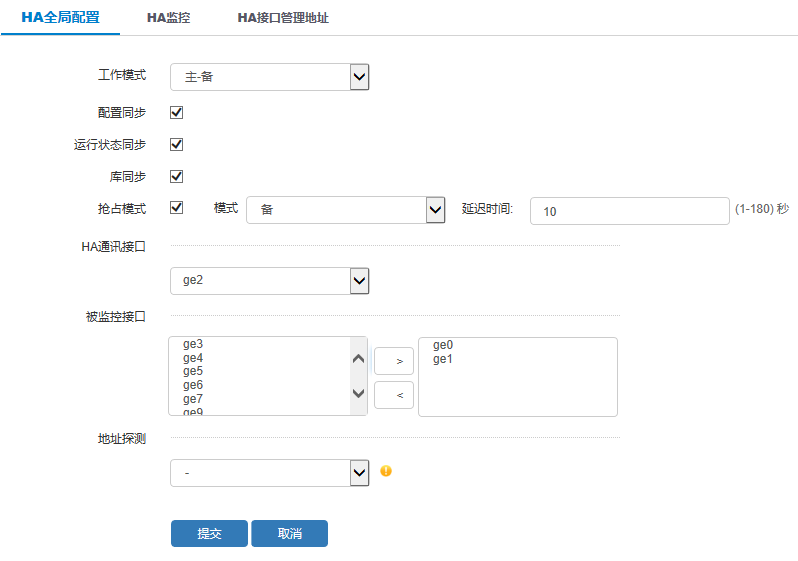 HA全局配置 HA监控 HA接口管理地址
工作模式 主-备
配置同步
运行状态同步
库同步
抢占模式 模式 备 延迟时间: 10 (1-180) 秒
HA通讯接口
ge2
被监控接口
ge3
ge4
ge5
ge6
ge7
ge9
>
<
ge0
ge1
地址探测
-
提交 取消